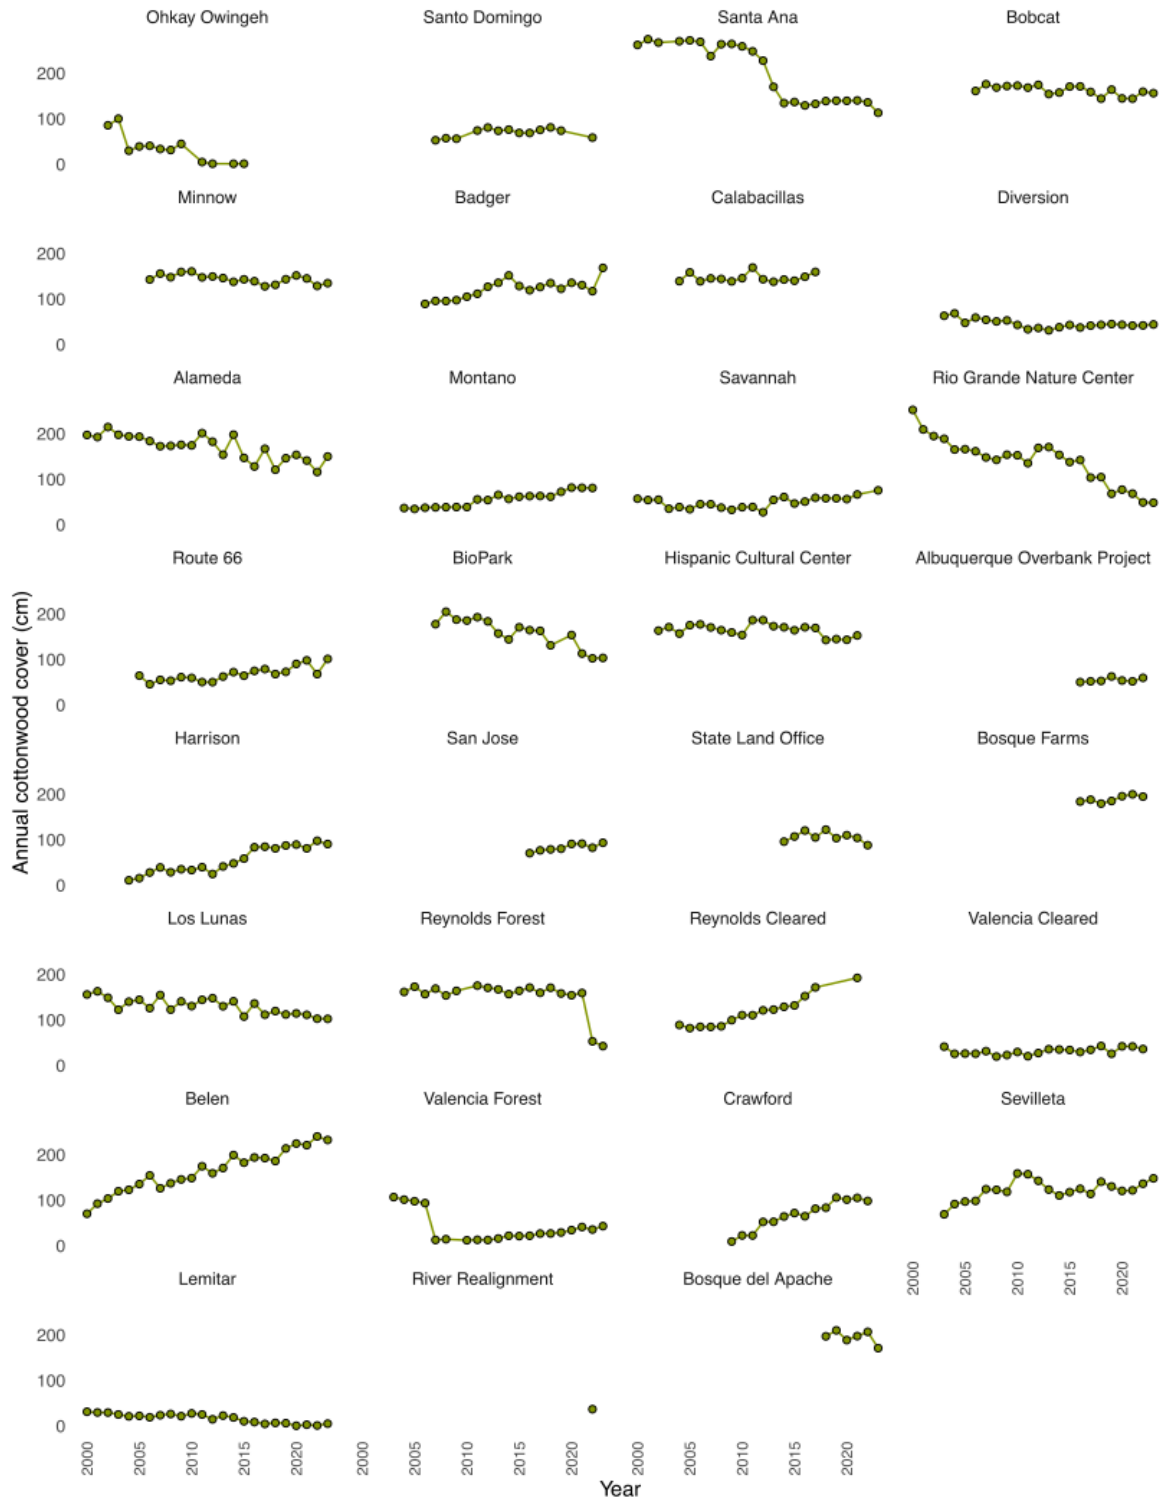 Ohkay Owingeh Santo Domingo Santa Ana Bobcat
200
100
0
Minnow Badger Calabacillas Diversion
200
100
0
Alameda Montano Savannah Rio Grande Nature Center
200
100
0
Route 66 BioPark Hispanic Cultural Center Albuquerque Overbank Project
200
100
0
Harrison San Jose State Land Office Bosque Farms
200
100
0
Los Lunas Reynolds Forest Reynolds Cleared Valencia Cleared
200
100
0
Belen Valencia Forest Crawford Sevilleta
200
100
0
2000 2005 2010 2015 2020
Lemitar River Realignment Bosque del Apache
200
100
0
2000 2005 2010 2015 2020 2000 2005 2010 2015 2020 2000 2005 2010 2015 2020
Year
Annual cottonwood cover (cm)